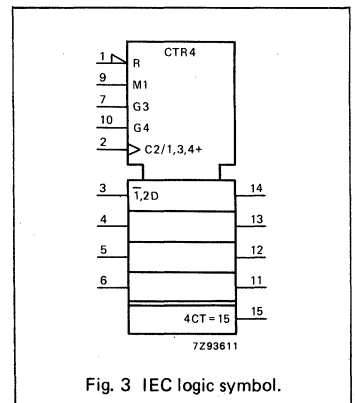 CTR4
1 R
9 M1
7 G3
10 G4
2 C2/1,3,4+
3 1̅,2D 14
4 13
5 12
6 11
4CT=15 15
7Z93611
Fig. 3 IEC logic symbol.